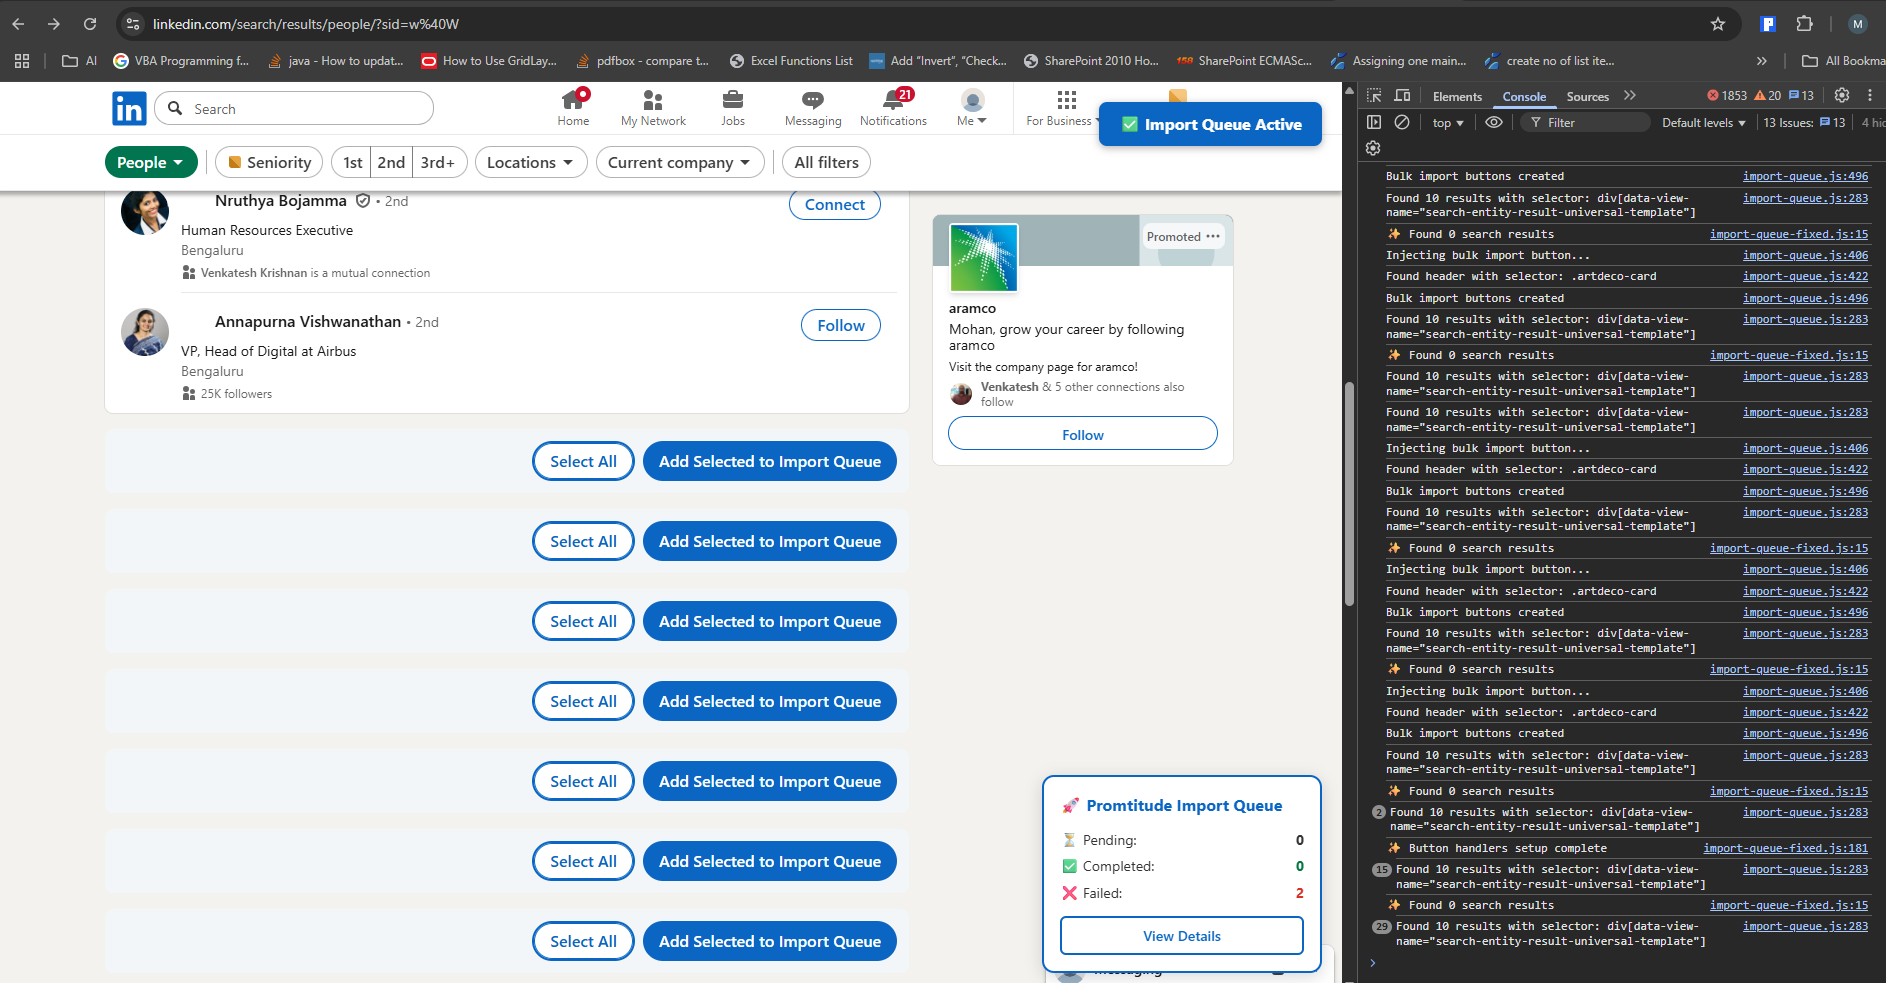 linkedin.com/search/results/people/?sid=w%40W
M
AI
VBA Programming f...
java - How to updat...
How to Use GridLay...
pdfbox - compare t...
Excel Functions List
Add "Invert", "Check...
SharePoint 2010 Ho...
SharePoint ECMASc...
Assigning one main...
create no of list ite...
»
All Bookma
in
Search
Home
My Network
Jobs
Messaging
21
Notifications
Me
For Business
✅ Import Queue Active
People
Seniority
1st
2nd
3rd+
Locations
Current company
All filters
Nruthya Bojamma • 2nd
Connect
Human Resources Executive
Bengaluru
Venkatesh Krishnan is a mutual connection
Annapurna Vishwanathan • 2nd
Follow
VP, Head of Digital at Airbus
Bengaluru
25K followers
Select All
Add Selected to Import Queue
Select All
Add Selected to Import Queue
Select All
Add Selected to Import Queue
Select All
Add Selected to Import Queue
Select All
Add Selected to Import Queue
Select All
Add Selected to Import Queue
Select All
Add Selected to Import Queue
Promoted •••
aramco
Mohan, grow your career by following
aramco
Visit the company page for aramco!
Venkatesh & 5 other connections also
follow
Follow
🚀 Promtitude Import Queue
⏳ Pending: 0
✅ Completed: 0
❌ Failed: 2
View Details
Messaging
Elements
Console
Sources
»
1853
20
13
top
Filter
Default levels
13 Issues:
13
4 hid
Bulk import buttons created import-queue.js:496
Found 10 results with selector: div[data-view- import-queue.js:283
name="search-entity-result-universal-template"]
✨ Found 0 search results import-queue-fixed.js:15
Injecting bulk import button... import-queue.js:406
Found header with selector: .artdeco-card import-queue.js:422
Bulk import buttons created import-queue.js:496
Found 10 results with selector: div[data-view- import-queue.js:283
name="search-entity-result-universal-template"]
✨ Found 0 search results import-queue-fixed.js:15
Found 10 results with selector: div[data-view- import-queue.js:283
name="search-entity-result-universal-template"]
Found 10 results with selector: div[data-view- import-queue.js:283
name="search-entity-result-universal-template"]
Injecting bulk import button... import-queue.js:406
Found header with selector: .artdeco-card import-queue.js:422
Bulk import buttons created import-queue.js:496
Found 10 results with selector: div[data-view- import-queue.js:283
name="search-entity-result-universal-template"]
✨ Found 0 search results import-queue-fixed.js:15
Injecting bulk import button... import-queue.js:406
Found header with selector: .artdeco-card import-queue.js:422
Bulk import buttons created import-queue.js:496
Found 10 results with selector: div[data-view- import-queue.js:283
name="search-entity-result-universal-template"]
✨ Found 0 search results import-queue-fixed.js:15
Injecting bulk import button... import-queue.js:406
Found header with selector: .artdeco-card import-queue.js:422
Bulk import buttons created import-queue.js:496
Found 10 results with selector: div[data-view- import-queue.js:283
name="search-entity-result-universal-template"]
✨ Found 0 search results import-queue-fixed.js:15
2 Found 10 results with selector: div[data-view- import-queue.js:283
name="search-entity-result-universal-template"]
✨ Button handlers setup complete import-queue-fixed.js:181
15 Found 10 results with selector: div[data-view- import-queue.js:283
name="search-entity-result-universal-template"]
✨ Found 0 search results import-queue-fixed.js:15
29 Found 10 results with selector: div[data-view- import-queue.js:283
name="search-entity-result-universal-template"]